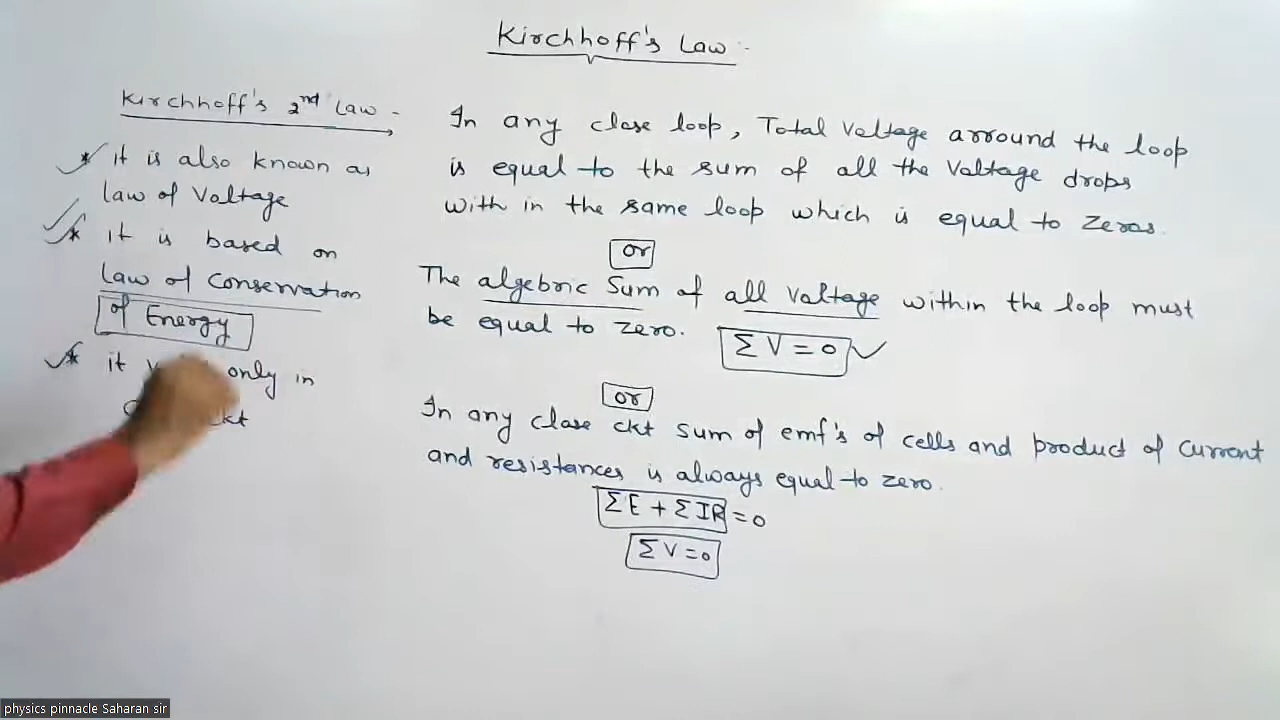 Kirchhoff's Law :-
Kirchhoff's 2nd Law -
* it is also known as
law of Voltage
* it is based on
Law of Conservation
of Energy
* it only in
ckt
In any close loop, Total Voltage arround the loop
is equal to the sum of all the Voltage drops
with in the same loop which is equal to zeros.
or
The algebric Sum of all Voltage within the loop must
be equal to zero. ΣV = 0 ✓
or
In any close ckt sum of emf's of cells and product of current
and resistances is always equal to zero.
ΣE + ΣIR = 0
ΣV = 0
physics pinnacle Saharan sir